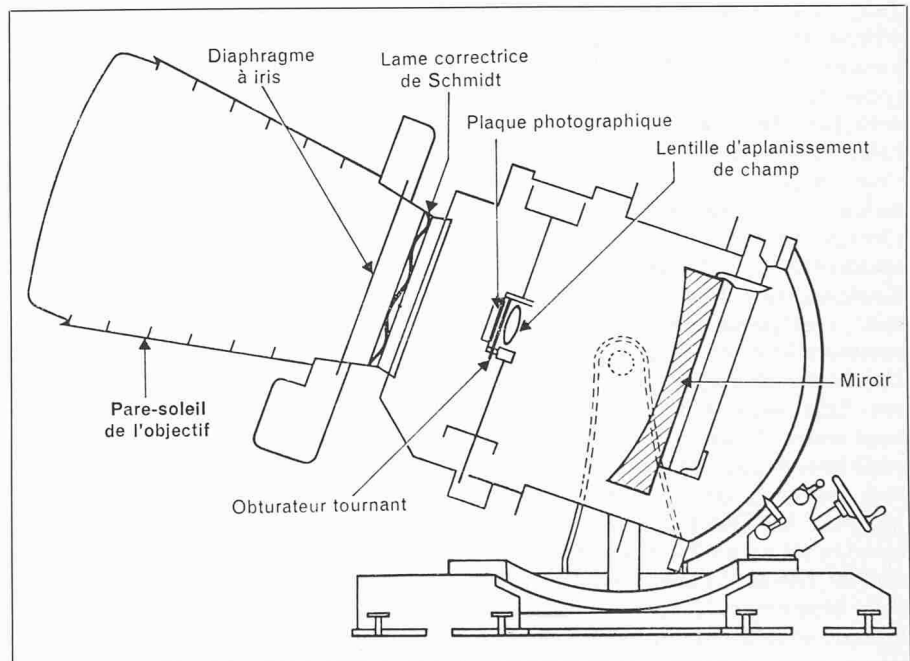 Diaphragme
à iris
Lame correctrice
de Schmidt
Plaque photographique
Lentille d'aplanissement
de champ
Miroir
Pare-soleil
de l'objectif
Obturateur tournant